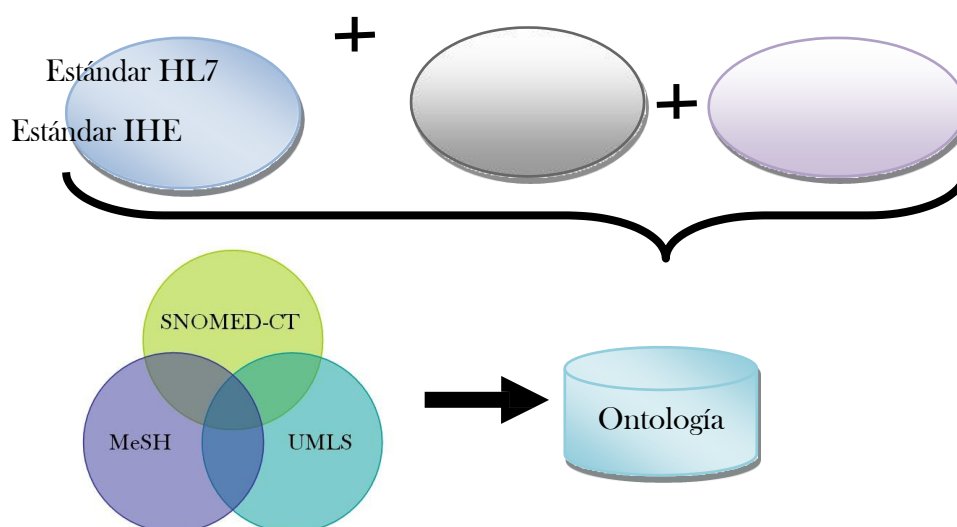 Estándar HL7
Estándar IHE
SNOMED-CT
MeSH
UMLS
Ontología